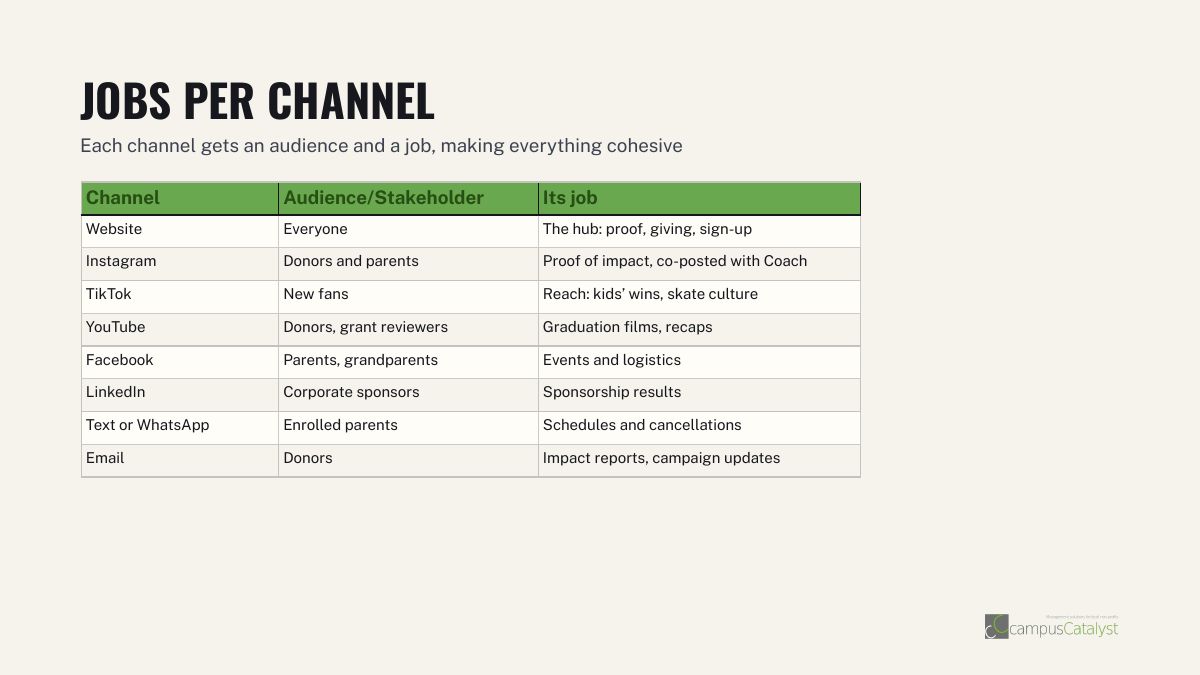 JOBS PER CHANNEL
Each channel gets an audience and a job, making everything cohesive
Channel Audience/Stakeholder Its job
Website Everyone The hub: proof, giving, sign-up
Instagram Donors and parents Proof of impact, co-posted with Coach
TikTok New fans Reach: kids’ wins, skate culture
YouTube Donors, grant reviewers Graduation films, recaps
Facebook Parents, grandparents Events and logistics
LinkedIn Corporate sponsors Sponsorship results
Text or WhatsApp Enrolled parents Schedules and cancellations
Email Donors Impact reports, campaign updates
campusCatalyst